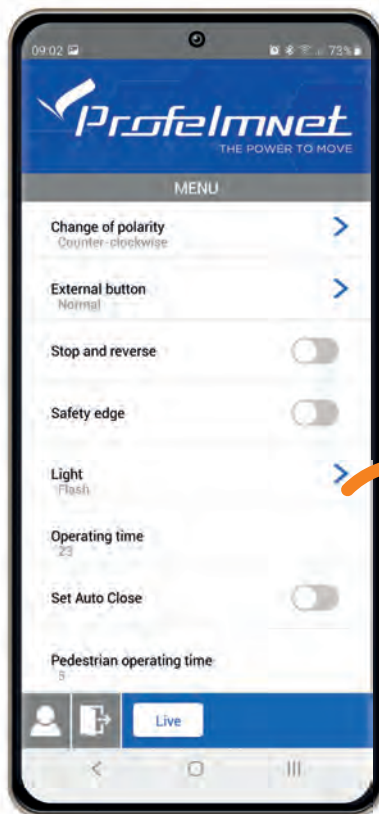 09:02
73%
Profelmnet
THE POWER TO MOVE
MENU
Change of polarity
Counter-clockwise
External button
Normal
Stop and reverse
Safety edge
Light
Flash
Operating time
23
Set Auto Close
Pedestrian operating time
5
Live